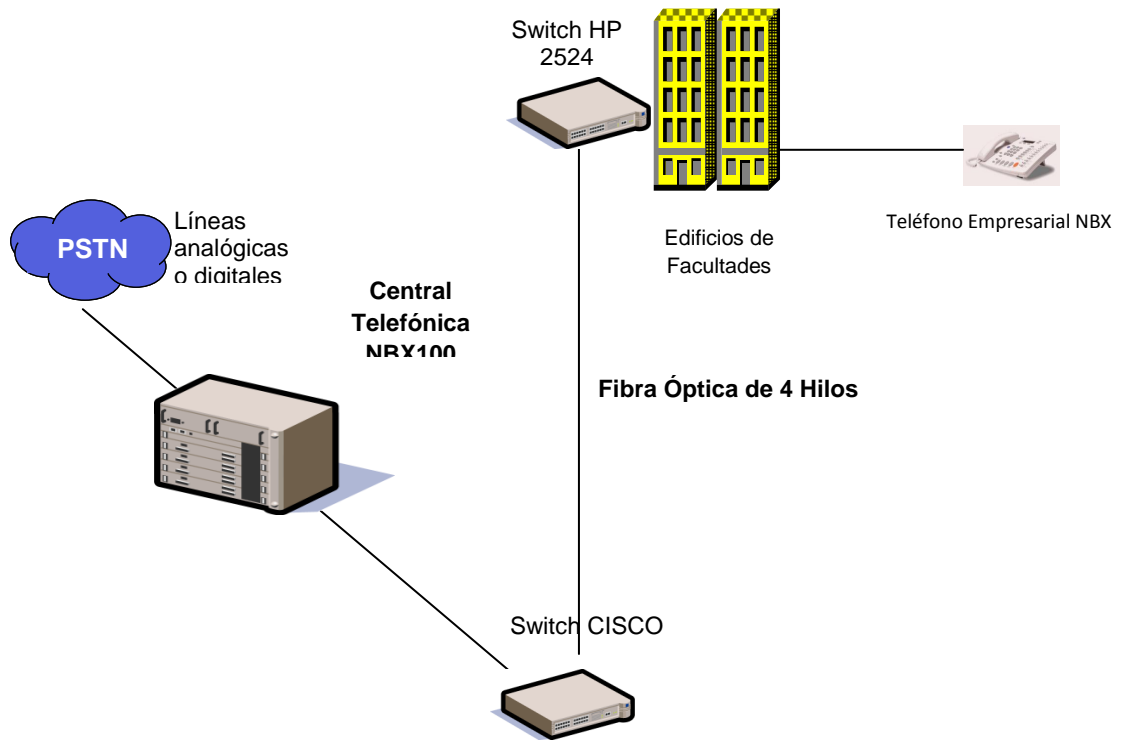 Switch HP
2524
Teléfono Empresarial NBX
Edificios de
Facultades
PSTN
Líneas
analógicas
o digitales
Central
Telefónica
NBX100
Fibra Óptica de 4 Hilos
Switch CISCO